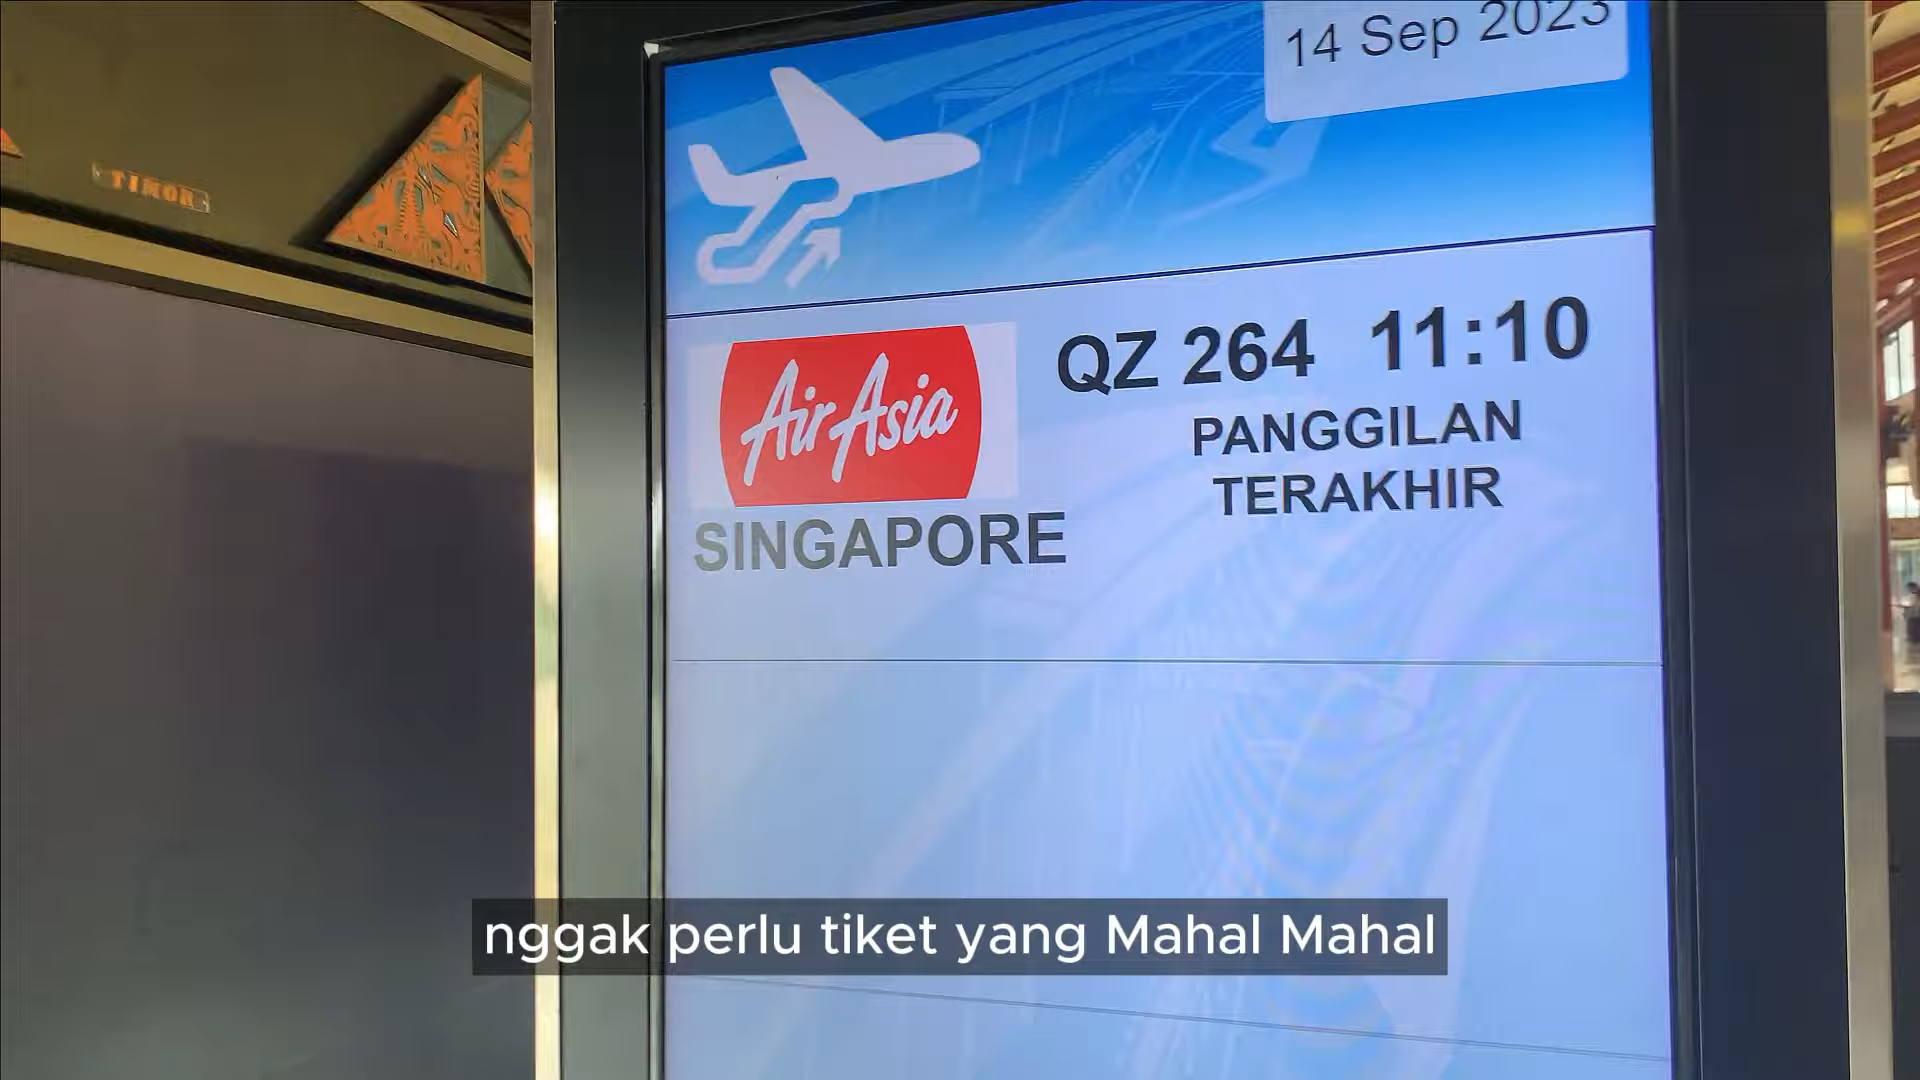 14 Sep 2023
TIMOR
AirAsia
QZ 264 11:10
PANGGILAN
TERAKHIR
SINGAPORE
nggak perlu tiket yang Mahal Mahal